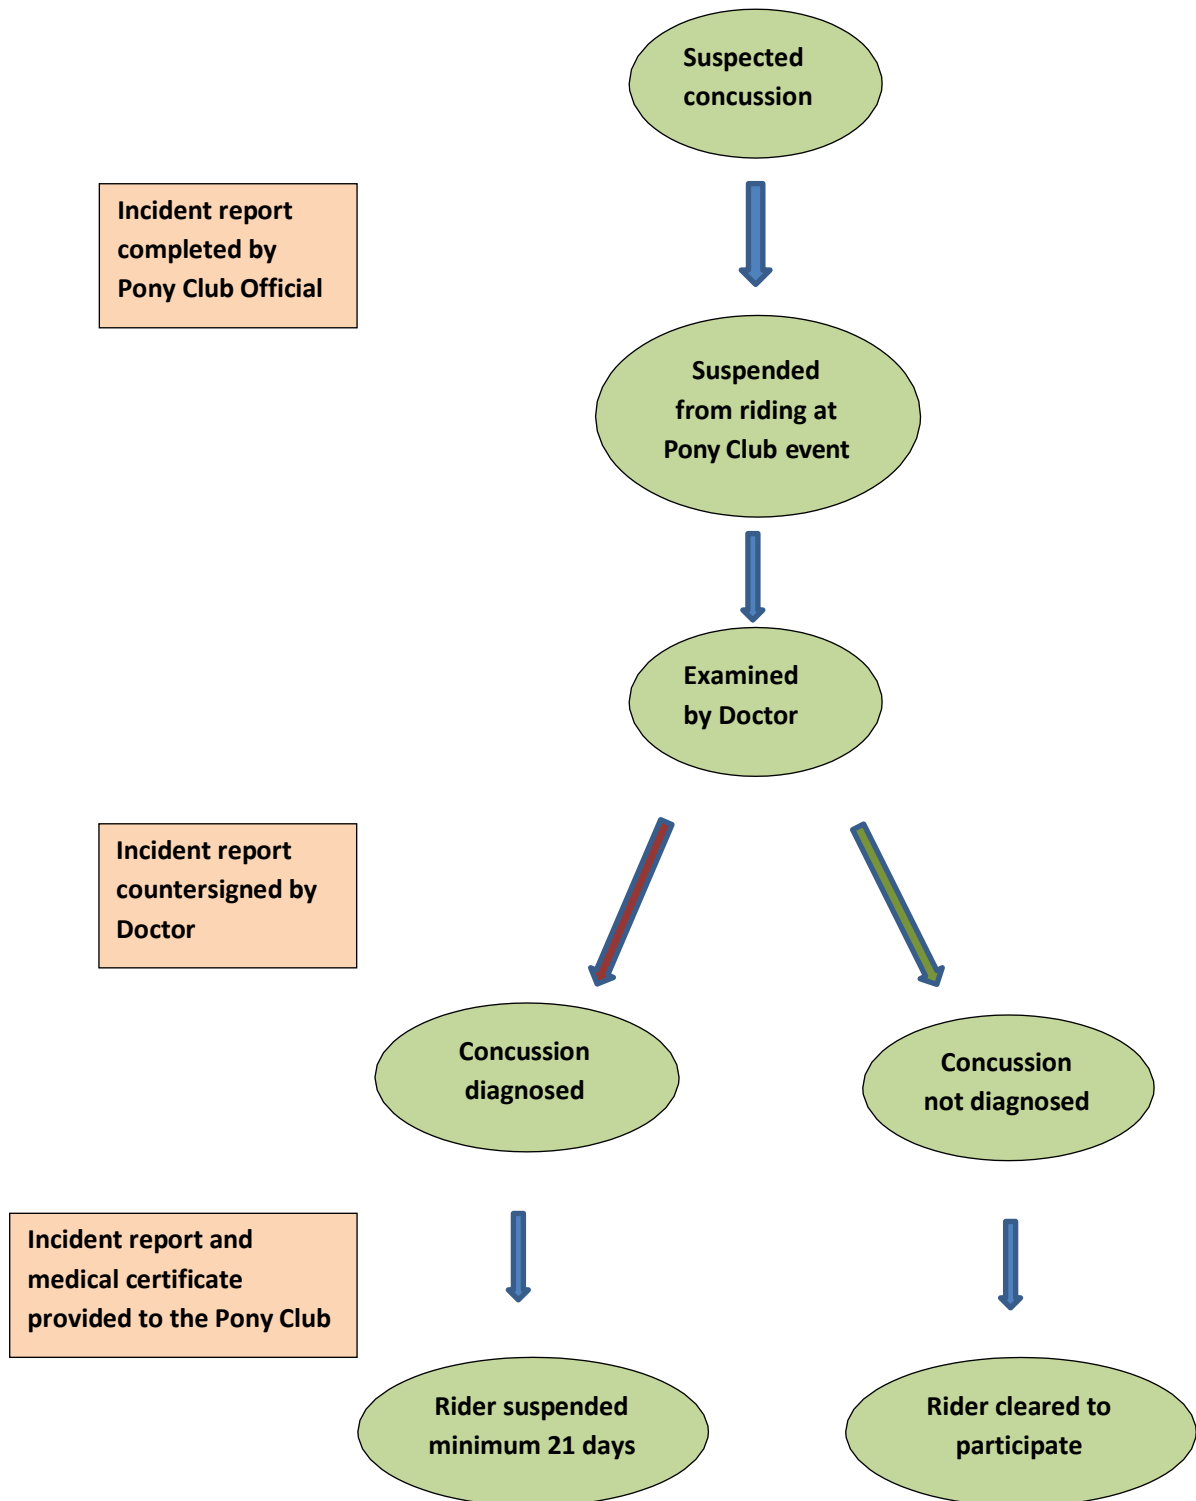 Suspected
concussion
Incident report
completed by
Pony Club Official
Suspended
from riding at
Pony Club event
Examined
by Doctor
Incident report
countersigned by
Doctor
Concussion
diagnosed
Concussion
not diagnosed
Incident report and
medical certificate
provided to the Pony Club
Rider suspended
minimum 21 days
Rider cleared to
participate